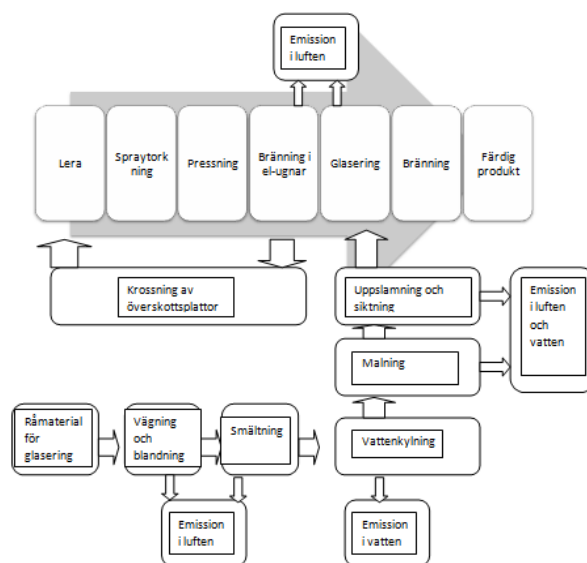 Emission
i luften
Lera
Spraytork
ning
Pressning
Bränning i
el-ugnar
Glasering
Bränning
Färdig
produkt
Krossning av
överskottsplattor
Uppslamning och
siktning
Emission
i luften
och
vatten
Malning
Råmaterial
för
glasering
Vägning
och
blandning
Smältning
Vattenkylning
Emission
i luften
Emission
i vatten